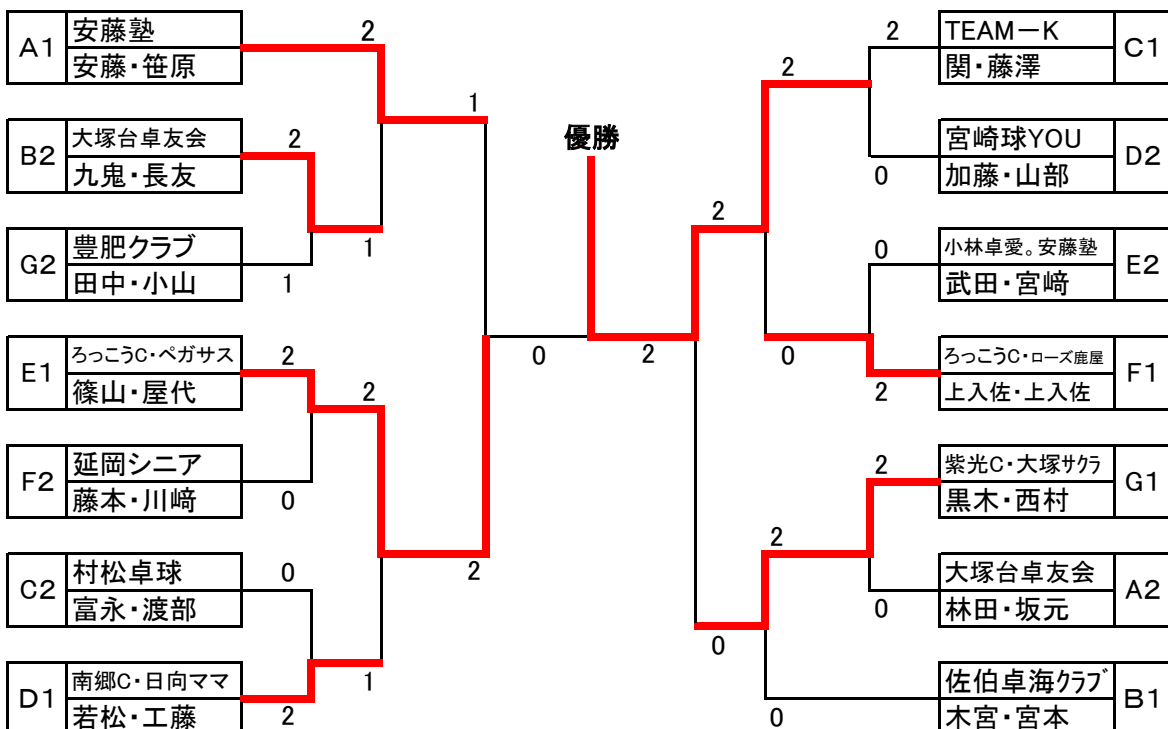 A1
安藤塾
安藤・笹原
2
B2
大塚台卓友会
九鬼・長友
2
G2
豊肥クラブ
田中・小山
1
1
1
E1
ろっこうC・ペガサス
篠山・屋代
2
2
F2
延岡シニア
藤本・川﨑
0
C2
村松卓球
富永・渡部
0
2
D1
南郷C・日向ママ
若松・工藤
2
1
優勝
0
2
2
TEAM－K
関・藤澤
C1
2
宮崎球YOU
加藤・山部
D2
0
2
0
小林卓愛。安藤塾
武田・宮﨑
E2
0
ろっこうC・ローズ鹿屋
上入佐・上入佐
F1
2
2
紫光C・大塚サクラ
黒木・西村
G1
2
大塚台卓友会
林田・坂元
A2
0
0
佐伯卓海クラブ
木宮・宮本
B1
0